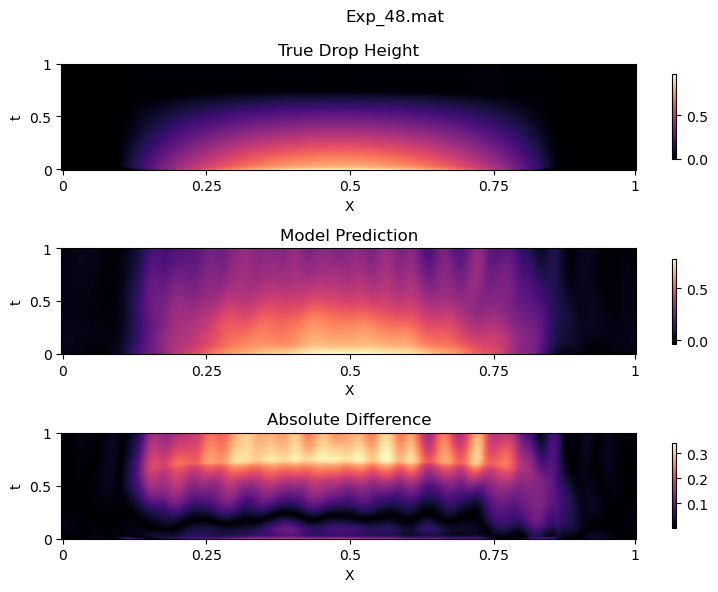 Exp_48.mat
True Drop Height
1
0.5
0
t
0 0.25 0.5 0.75 1
X
0.5
0.0
Model Prediction
1
0.5
0
t
0 0.25 0.5 0.75 1
X
0.5
0.0
Absolute Difference
1
0.5
0
t
0 0.25 0.5 0.75 1
X
0.3
0.2
0.1